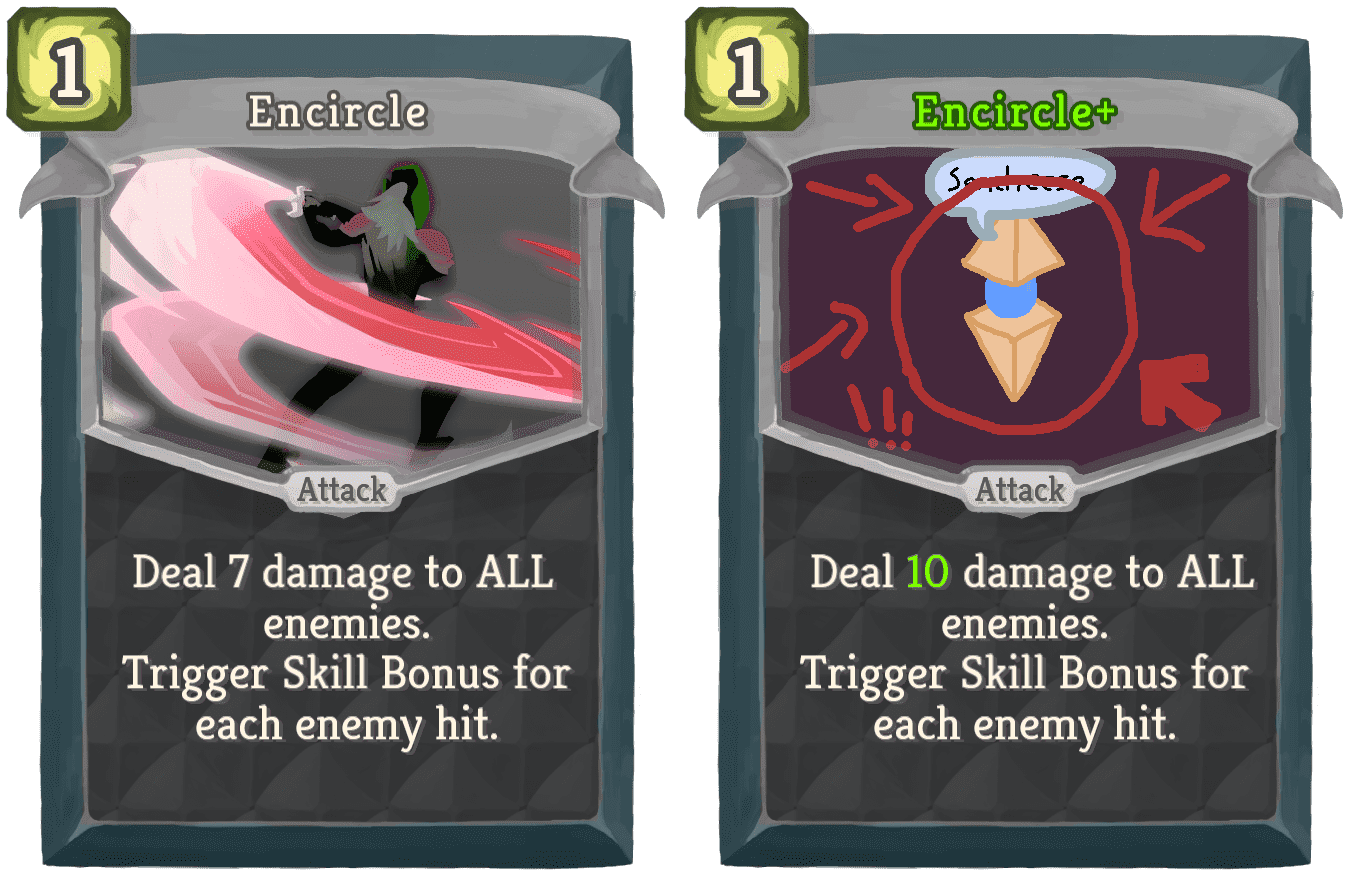 1
Encircle
Attack
Deal 7 damage to ALL
enemies.
Trigger Skill Bonus for
each enemy hit.
1
Encircle+
Attack
Deal 10 damage to ALL
enemies.
Trigger Skill Bonus for
each enemy hit.